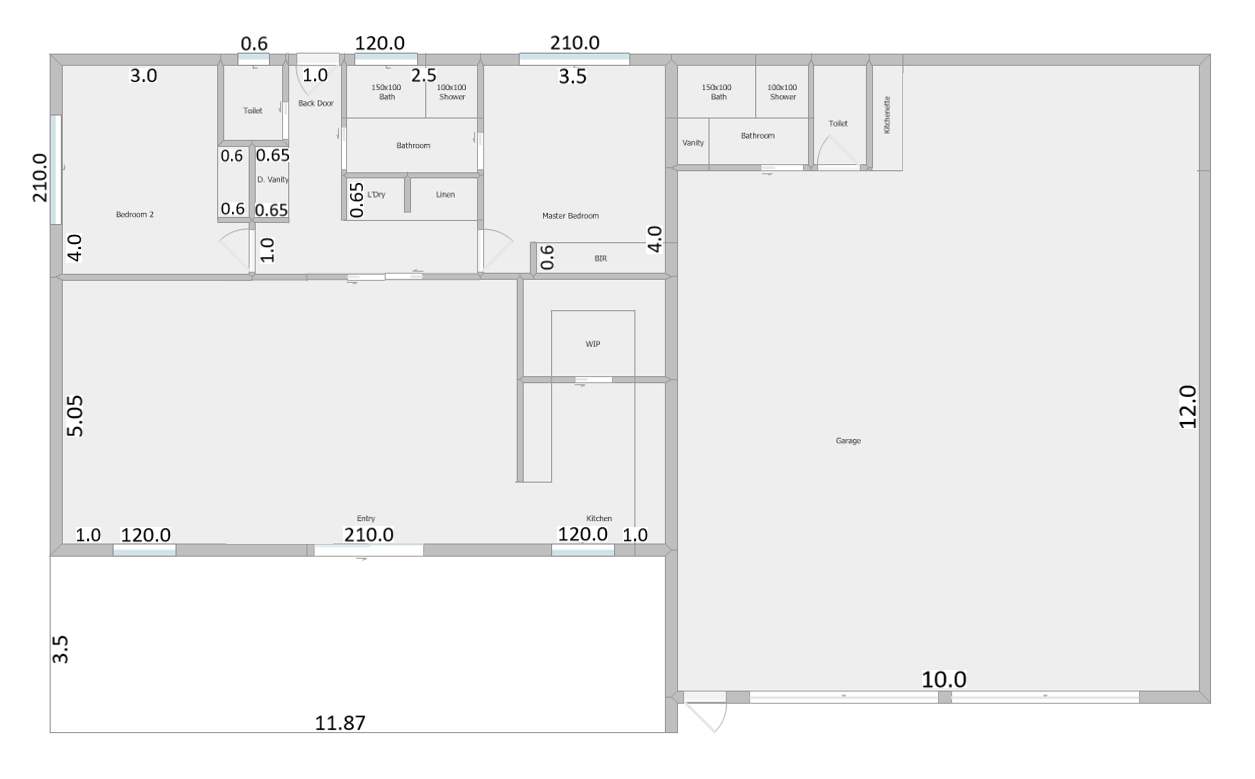 0.6
120.0
210.0
3.0
1.0
2.5
3.5
150x100
Bath
100x100
Shower
150x100
Bath
100x100
Shower
Toilet
Back Door
Kitchenette
Toilet
Bathroom
Vanity
Bathroom
210.0
0.6
0.65
D. Vanity
0.65
L'Dry
Linen
0.6
0.65
Bedroom 2
Master Bedroom
4.0
1.0
4.0
0.6
BIR
WIP
5.05
12.0
Garage
Entry
Kitchen
1.0
120.0
210.0
120.0
1.0
3.5
10.0
11.87